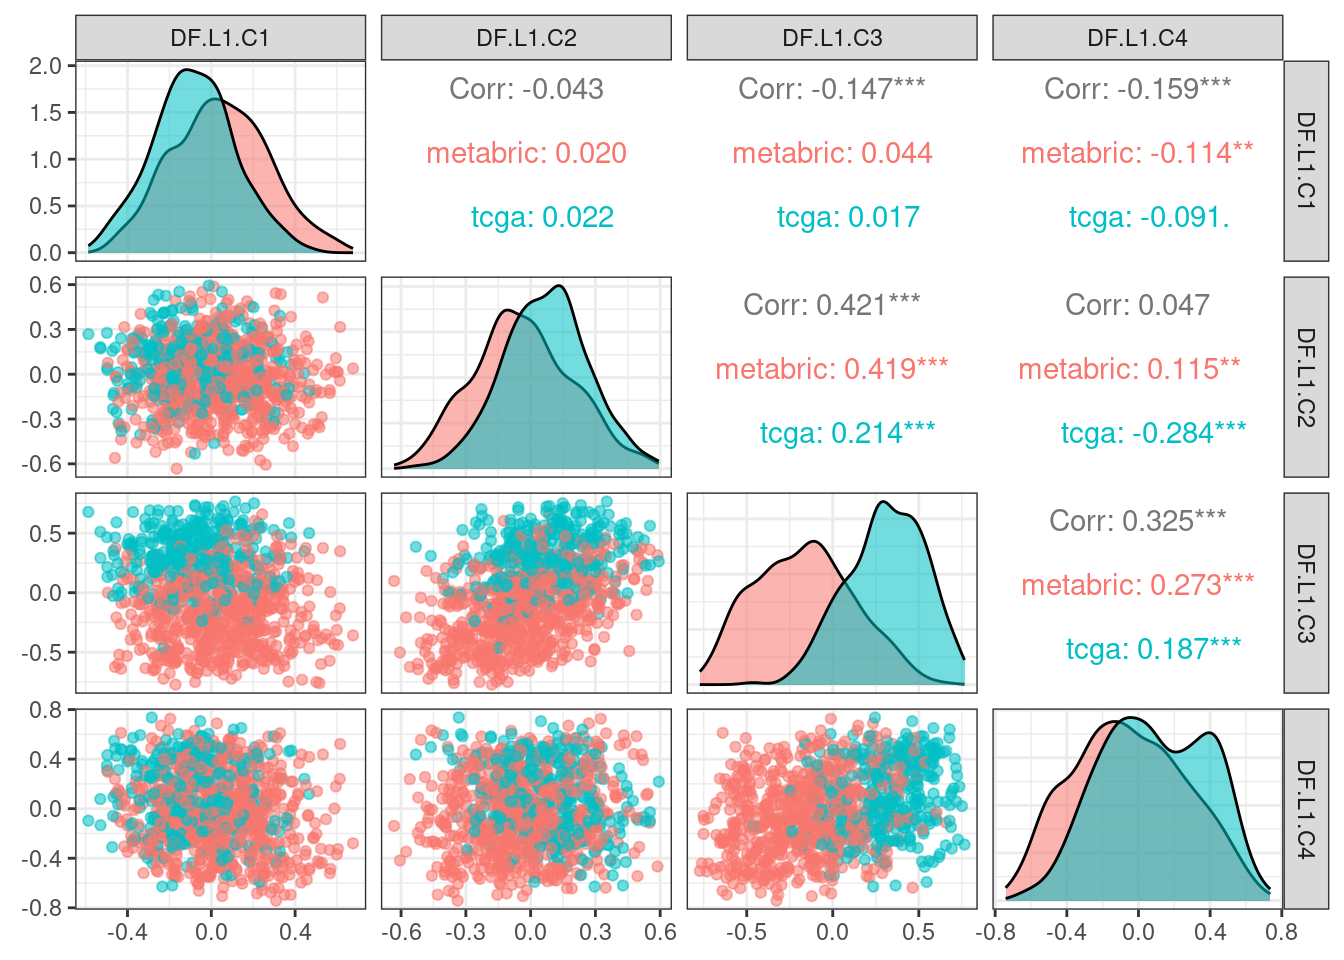 DF.L1.C1 DF.L1.C2 DF.L1.C3 DF.L1.C4
2.0
1.5
1.0
0.5
0.0
Corr: -0.043
metabric: 0.020
tcga: 0.022
Corr: -0.147***
metabric: 0.044
tcga: 0.017
Corr: -0.159***
metabric: -0.114**
tcga: -0.091.
DF.L1.C1
0.6
0.3
0.0
-0.3
-0.6
Corr: 0.421***
metabric: 0.419***
tcga: 0.214***
Corr: 0.047
metabric: 0.115**
tcga: -0.284***
DF.L1.C2
0.5
0.0
-0.5
Corr: 0.325***
metabric: 0.273***
tcga: 0.187***
DF.L1.C3
0.8
0.4
0.0
-0.4
-0.8
DF.L1.C4
-0.4 0.0 0.4
-0.6 -0.3 0.0 0.3 0.6
-0.5 0.0 0.5
-0.8 -0.4 0.0 0.4 0.8